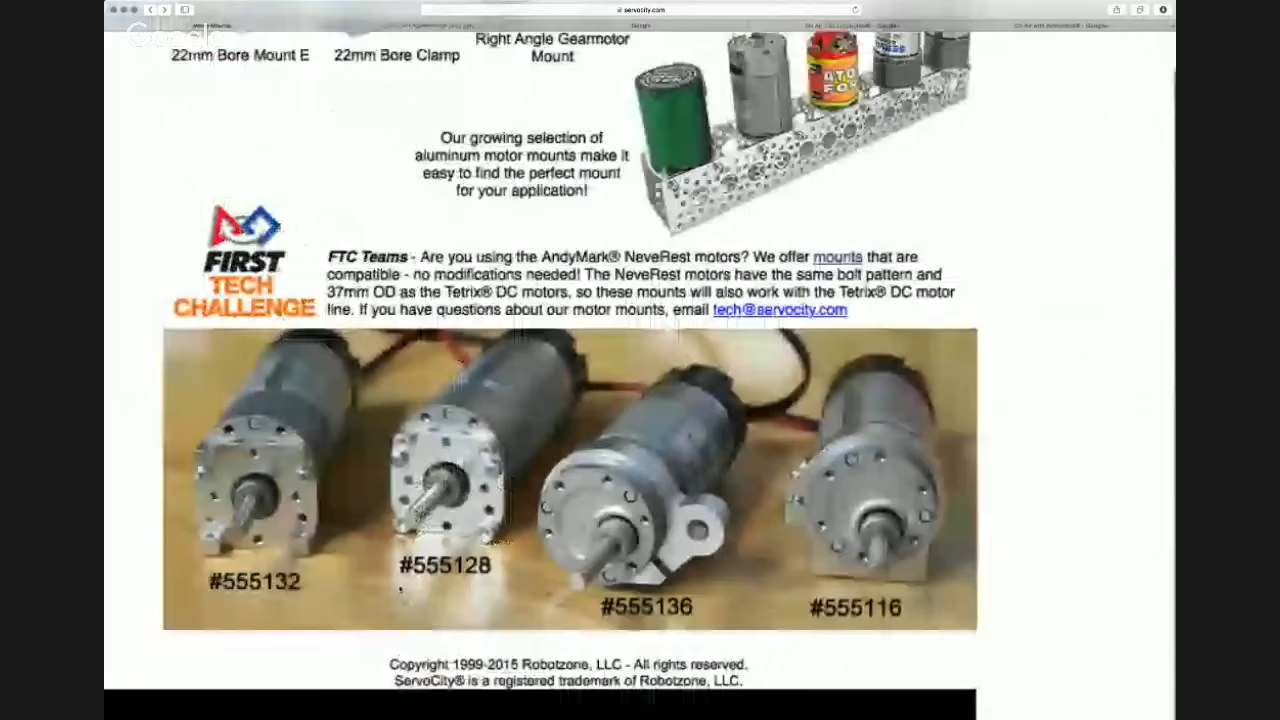 servocity.com
Google
22mm Bore Mount E
22mm Bore Clamp
Right Angle Gearmotor
Mount
Our growing selection of
aluminum motor mounts make it
easy to find the perfect mount
for your application!
FIRST
TECH
CHALLENGE
FTC Teams - Are you using the AndyMark® NeveRest motors? We offer mounts that are
compatible - no modifications needed! The NeveRest motors have the same bolt pattern and
37mm OD as the Tetrix® DC motors, so these mounts will also work with the Tetrix® DC motor
line. If you have questions about our motor mounts, email tech@servocity.com
#555132
#555128
#555136
#555116
Copyright 1999-2015 Robotzone, LLC - All rights reserved.
ServoCity® is a registered trademark of Robotzone, LLC.